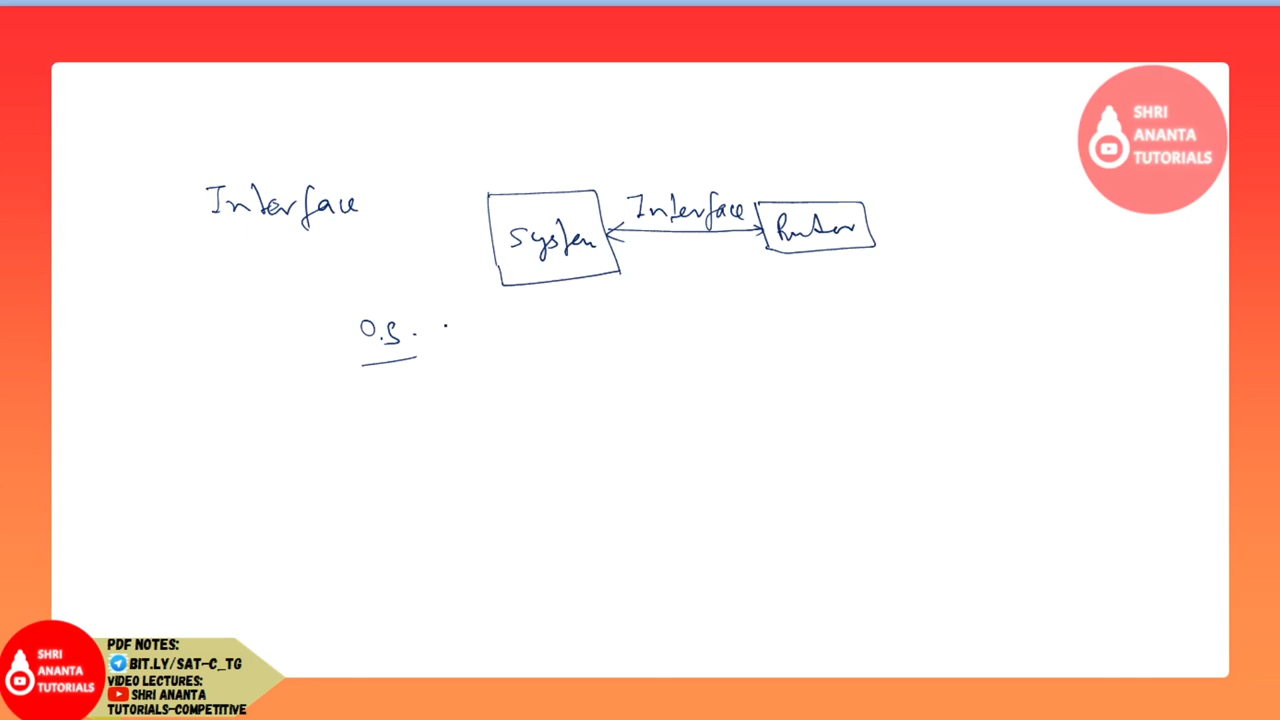 SHRI
ANANTA
TUTORIALS
Interface
System
Interface
O.S.
SHRI
ANANTA
TUTORIALS
PDF NOTES:
BIT.LY/SAT-C_TG
VIDEO LECTURES:
SHRI ANANTA
TUTORIALS-COMPETITIVE